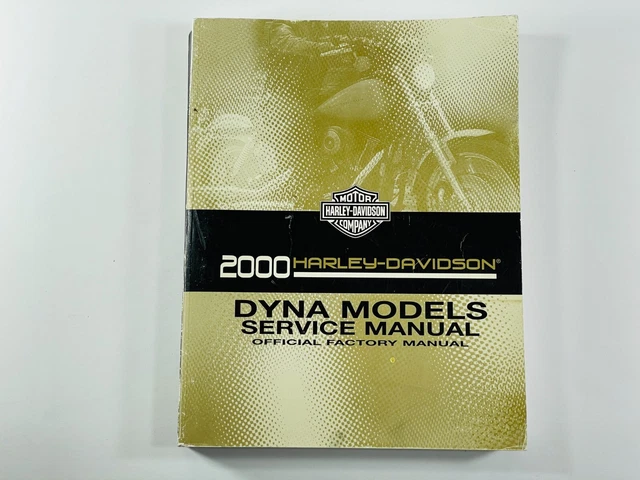 MOTOR
HARLEY-DAVIDSON
COMPANY
2000 HARLEY-DAVIDSON®
DYNA MODELS
SERVICE MANUAL
OFFICIAL FACTORY MANUAL